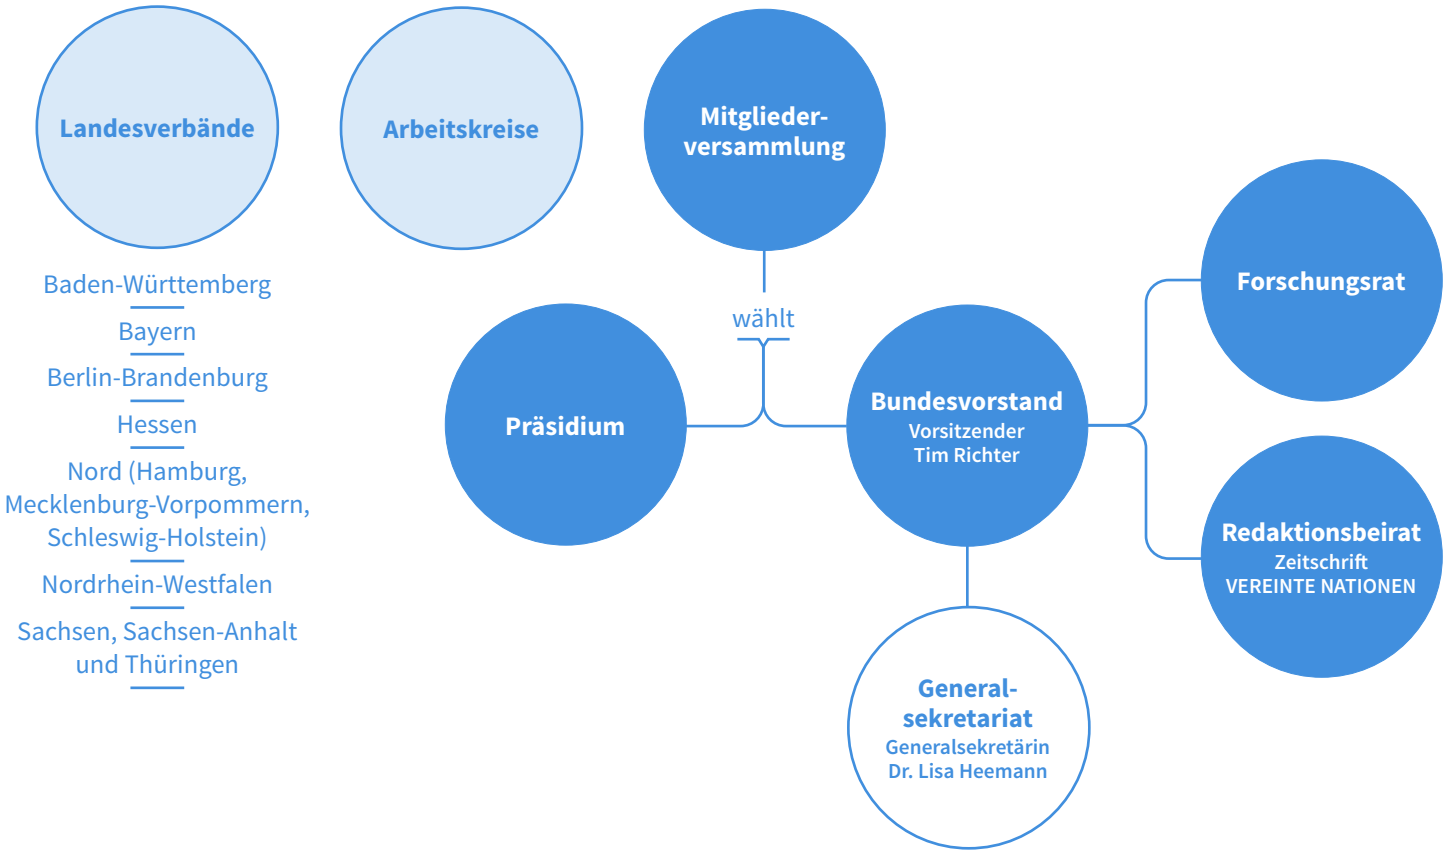 Landesverbände
Baden-Württemberg
Bayern
Berlin-Brandenburg
Hessen
Nord (Hamburg,
Mecklenburg-Vorpommern,
Schleswig-Holstein)
Nordrhein-Westfalen
Sachsen, Sachsen-Anhalt
und Thüringen
Arbeitskreise
Mitglieder-
versammlung
wählt
Präsidium
Bundesvorstand
Vorsitzender
Tim Richter
General-
sekretariat
Generalsekretärin
Dr. Lisa Heemann
Forschungsrat
Redaktionsbeirat
Zeitschrift
VEREINTE NATIONEN